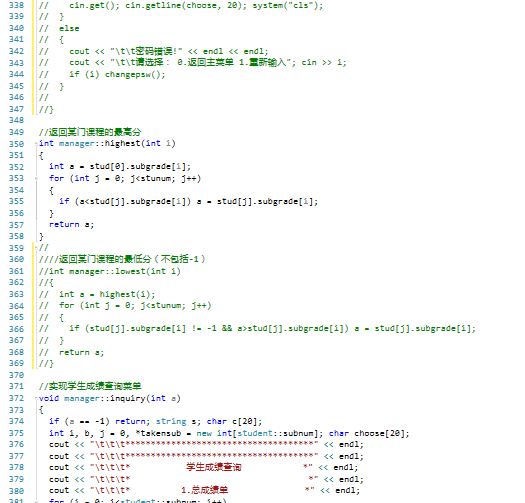 338 //    cin.get(); cin.getline(choose, 20); system("cls");
339 //  }
340 //  else
341 //  {
342 //    cout << "\t\t密码错误!" << endl << endl;
343 //    cout << "\t\t请选择： 0.返回主菜单 1.重新输入"; cin >> i;
344 //    if (i) changepsw();
345 //  }
346 //
347 //}
348
349 //返回某门课程的最高分
350 int manager::highest(int i)
351 {
352   int a = stud[0].subgrade[i];
353   for (int j = 0; j<stunum; j++)
354   {
355     if (a<stud[j].subgrade[i]) a = stud[j].subgrade[i];
356   }
357   return a;
358 }
359 //
360 ////返回某门课程的最低分（不包括-1）
361 //int manager::lowest(int i)
362 //{
363 //  int a = highest(i);
364 //  for (int j = 0; j<stunum; j++)
365 //  {
366 //    if (stud[j].subgrade[i] != -1 && a>stud[j].subgrade[i]) a = stud[j].subgrade[i];
367 //  }
368 //  return a;
369 //}
370
371 //实现学生成绩查询菜单
372 void manager::inquiry(int a)
373 {
374   if (a == -1) return; string s; char c[20];
375   int i, b, j = 0, *takensub = new int[student::subnum]; char choose[20];
376   cout << "\t\t\t**************************************" << endl;
377   cout << "\t\t\t**************************************" << endl;
378   cout << "\t\t\t*           学生成绩查询            *" << endl;
379   cout << "\t\t\t*                                    *" << endl;
380   cout << "\t\t\t*          1.总成绩单               *" << endl;
381   for (i = 0; i<student::subnum; i++)